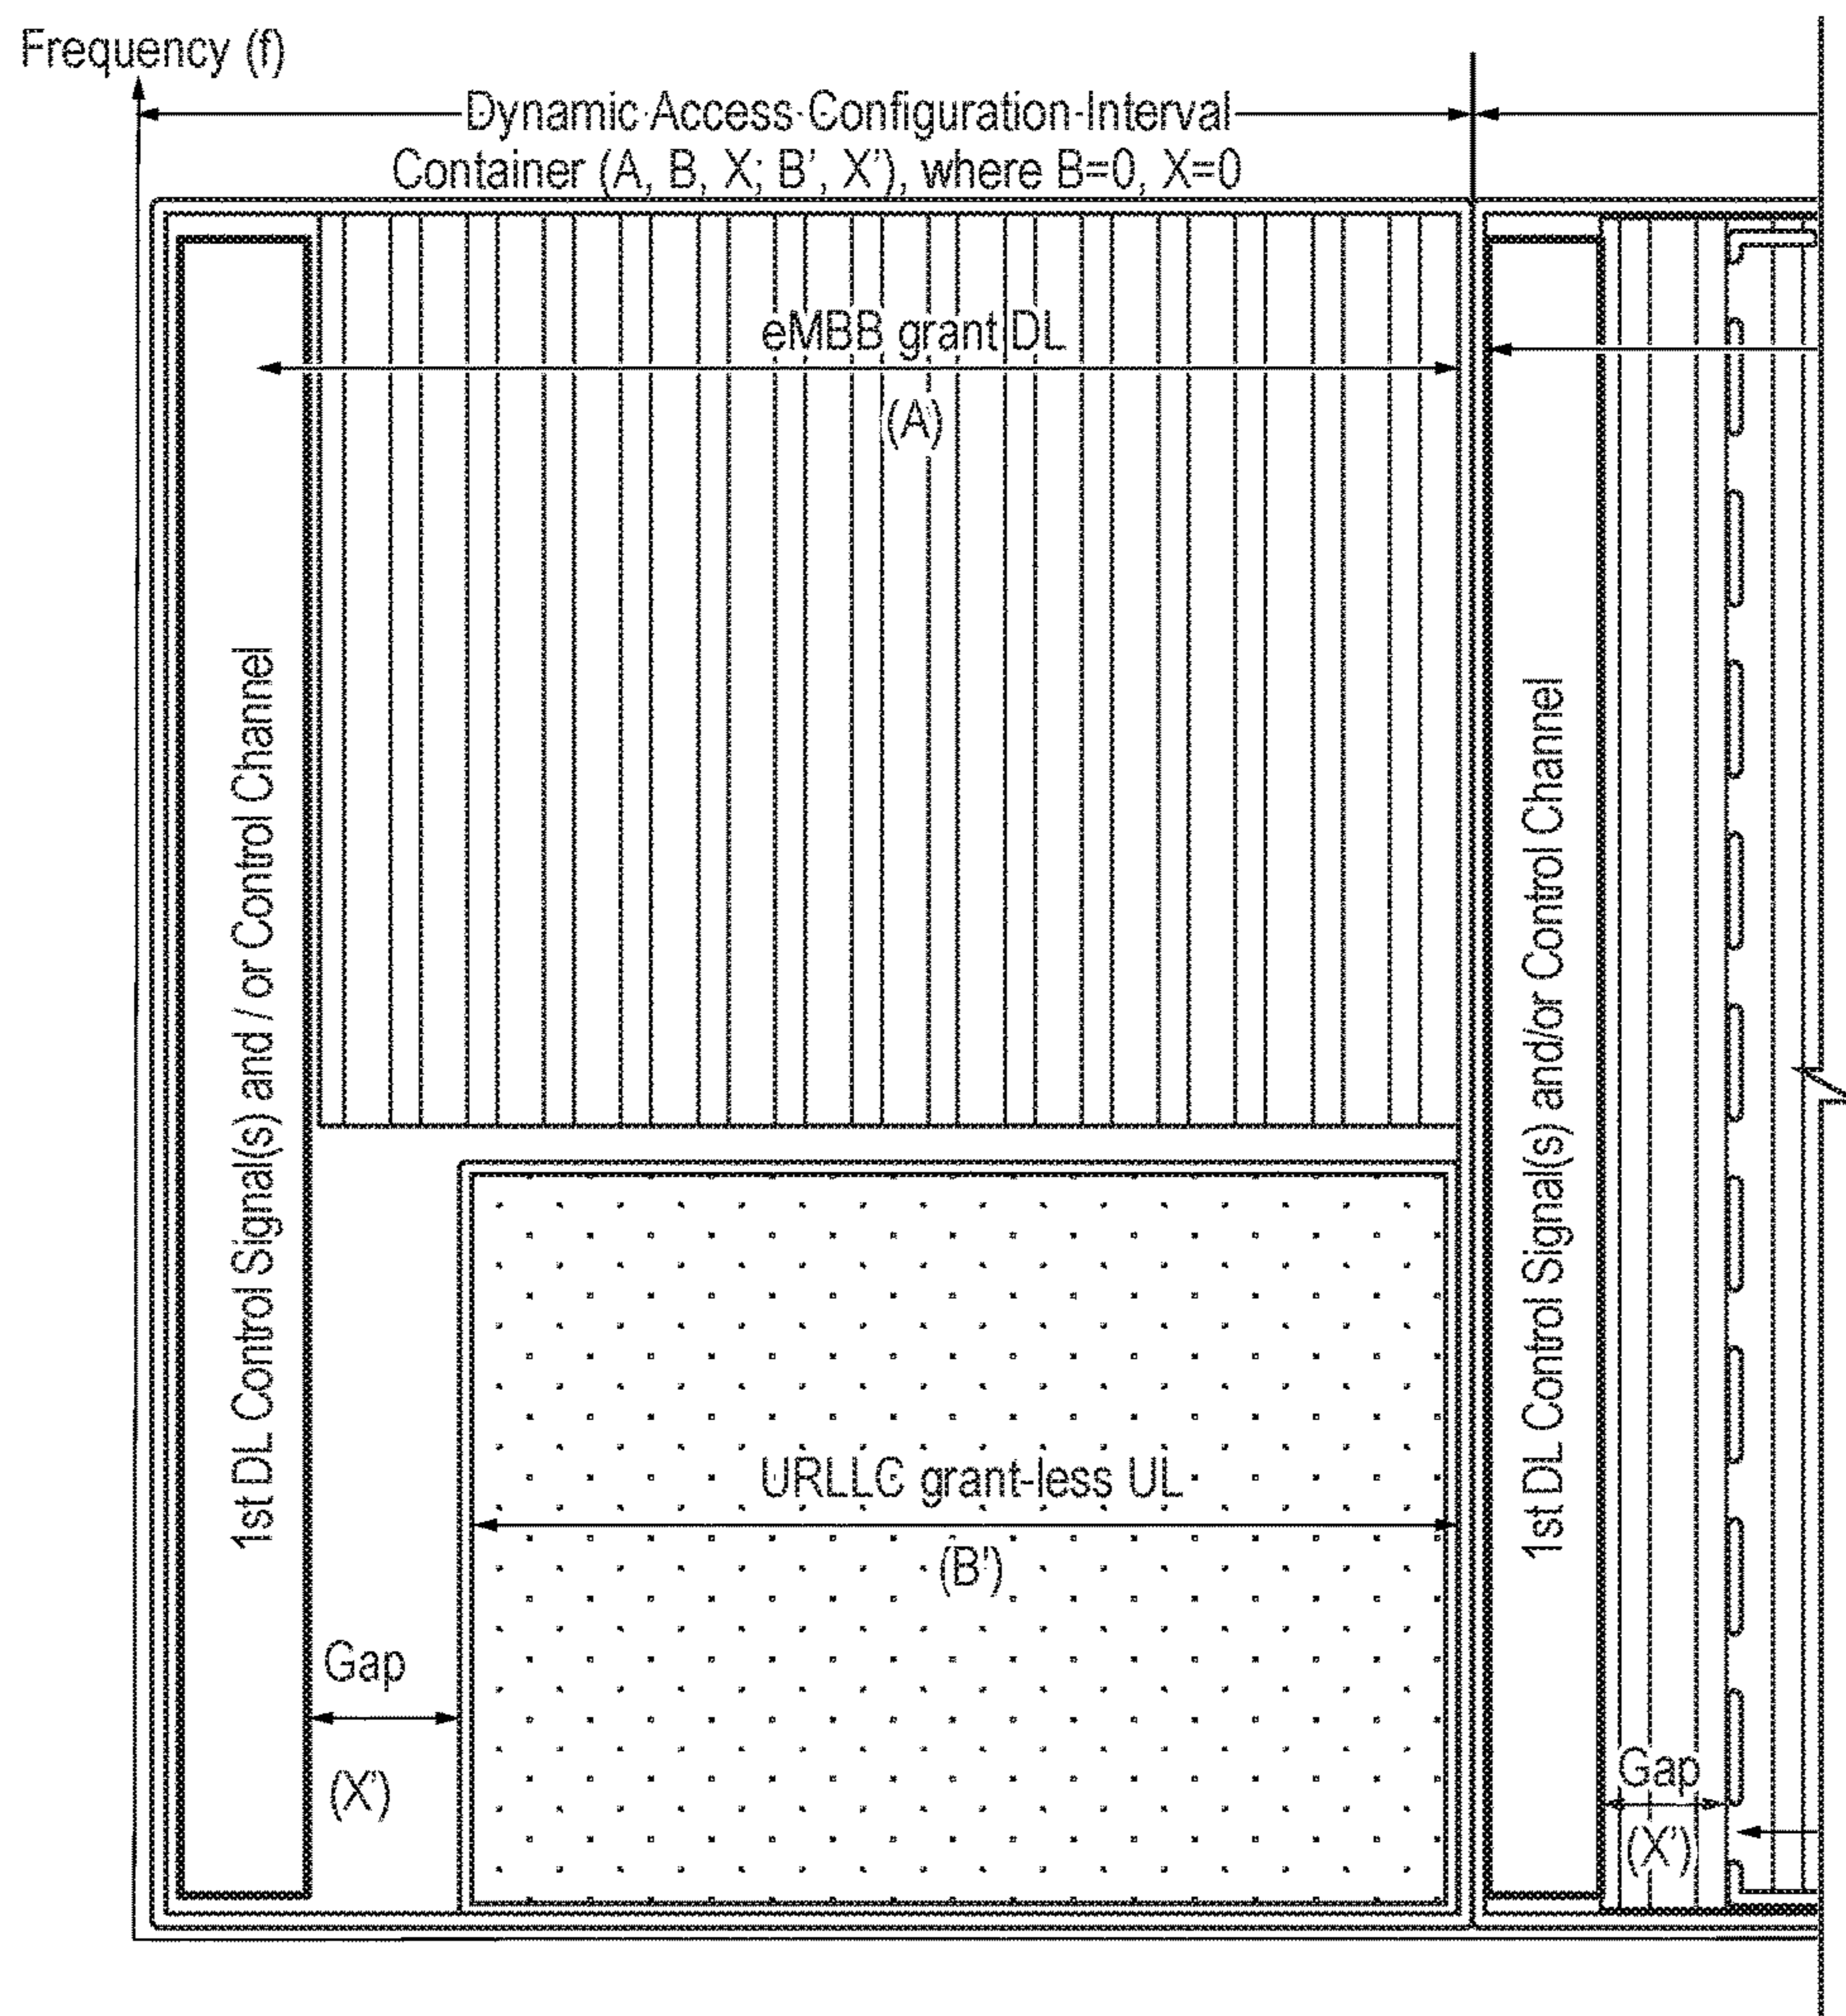 Frequency (f)
Dynamic Access Configuration Interval
Container (A, B, X; B', X'), where B=0, X=0
eMBB grant DL
(A)
1st DL Control Signal(s) and / or Control Channel
1st DL Control Signal(s) and/or Control Channel
URLLC grant-less UL
(B')
Gap
(X')
Gap
(X')